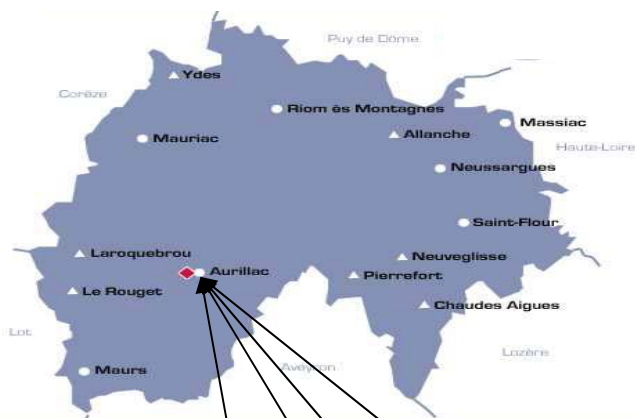 Puy de Dôme
Ydes
Corèze
Riom ès Montagnes
Massiac
Mauriac
Allanche
Haute-Loire
Neussargues
Saint-Flour
Laroquebrou
Neuveglisse
Aurillac
Pierrefort
Le Rouget
Chaudes Aigues
Lot
Lozère
Maurs
Aveyron